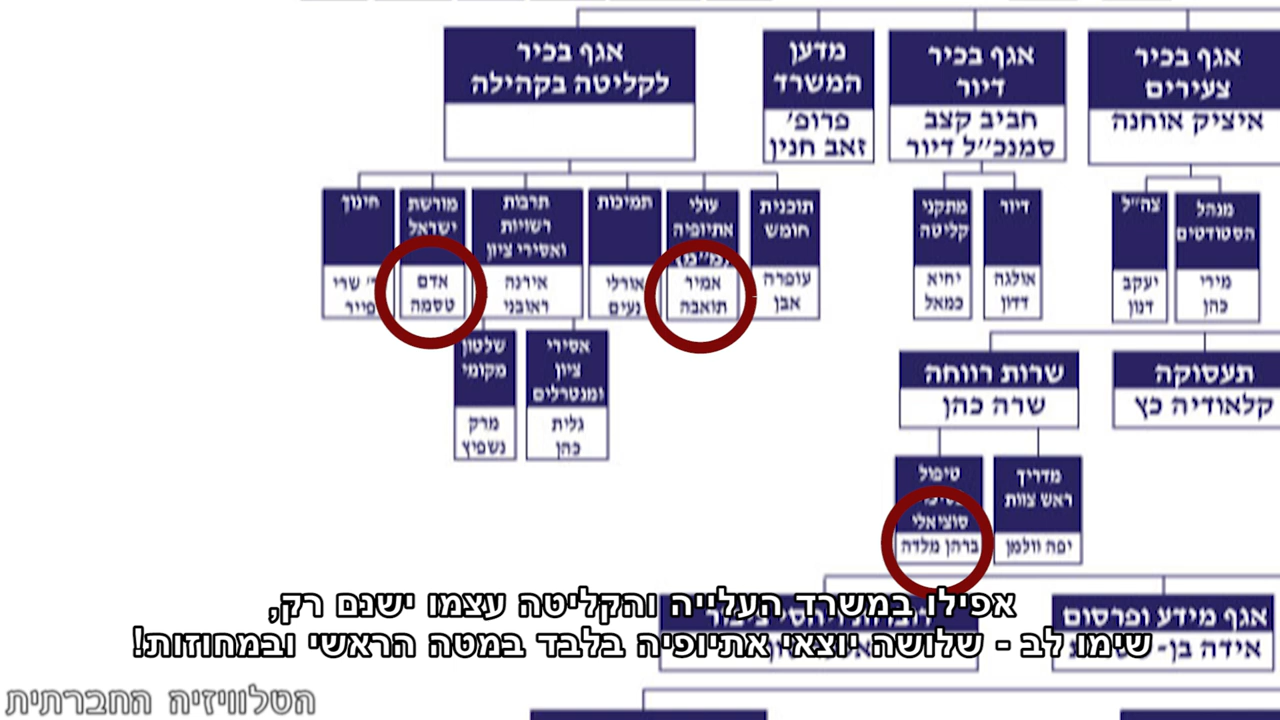 אגף בכיר
לקליטה בקהילה
מדען
המשרד
פרופ׳
זאב חנין
אגף בכיר
דיור
חביב קצב
סמנכ״ל דיור
אגף בכיר
צעירים
איציק אוחנה
חינוך
שרי
פייר
מורשת
ישראל
אדם
טסמה
תרבות
רשויות
ואסירי ציון
אירנה
ראובני
תמיכות
אורלי
נעים
עולי
אתיופיה
אמיר
תואבה
תוכנית
חומש
עופרה
אבן
מתקני
קליטה
יחיא
כמאל
דיור
אולגה
דדון
צה״ל
יעקב
דנון
מנהל
הסטודנטים
מירי
כהן
שלטון
מקומי
מרק
נשפיץ
אסירי
ציון
ומנטרלים
גלית
כהן
שרות רווחה
שרה כהן
תעסוקה
קלאודיה כץ
טיפול
סוציאלי
ברהן מלדה
מדריך
ראש צוות
יפה וולמן
אגף מידע ופרסום
אידה בן-
אפילו במשרד העלייה והקליטה עצמו ישנם רק,
שימו לב - שלושה יוצאי אתיופיה בלבד במטה הראשי ובמחוזות!
הטלוויזיה החברתית